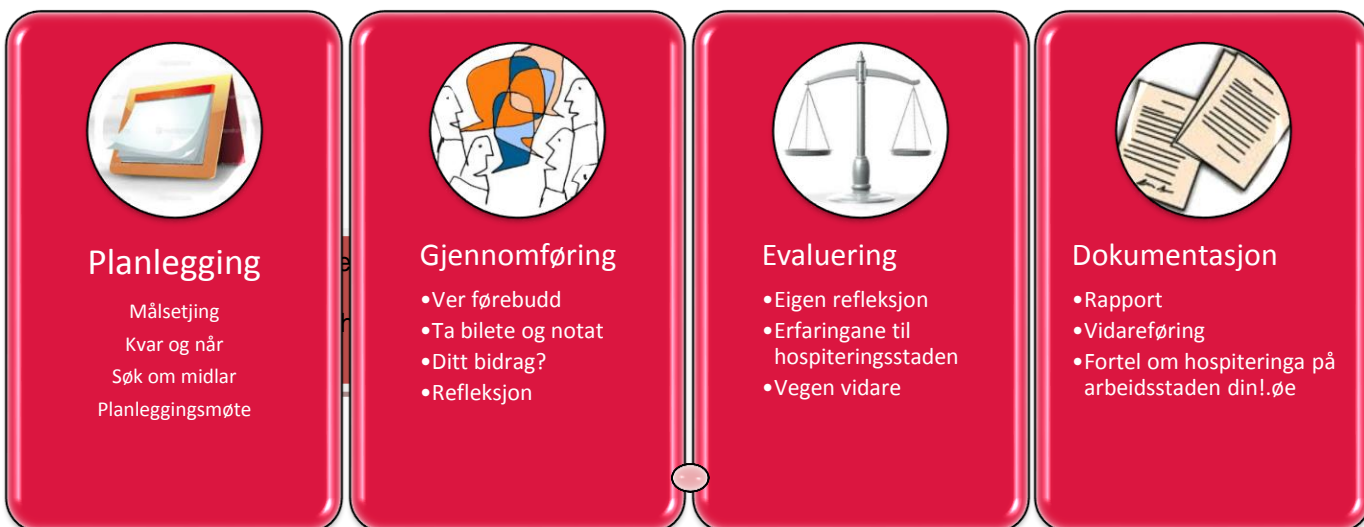 Planlegging
Målsetjing
Kvar og når
Søk om midlar
Planleggingsmøte
Gjennomføring
•Ver førebudd
•Ta bilete og notat
•Ditt bidrag?
•Refleksjon
Evaluering
•Eigen refleksjon
•Erfaringane til
hospiteringsstaden
•Vegen vidare
Dokumentasjon
•Rapport
•Vidareføring
•Fortel om hospiteringa på
arbeidsstaden din!.øe